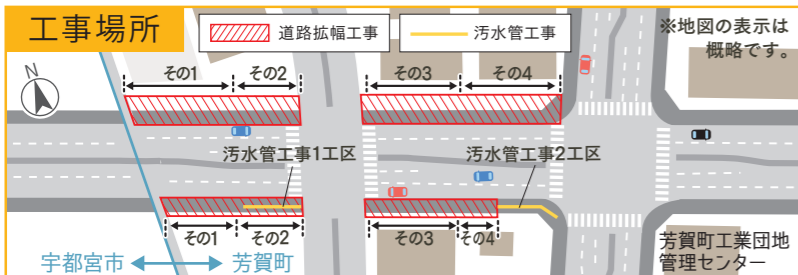 工事場所
道路拡幅工事
汚水管工事
※地図の表示は
概略です。
N
その1
その2
その3
その4
汚水管工事1工区
汚水管工事2工区
その1
その2
その3
その4
宇都宮市
芳賀町
芳賀町工業団地
管理センター